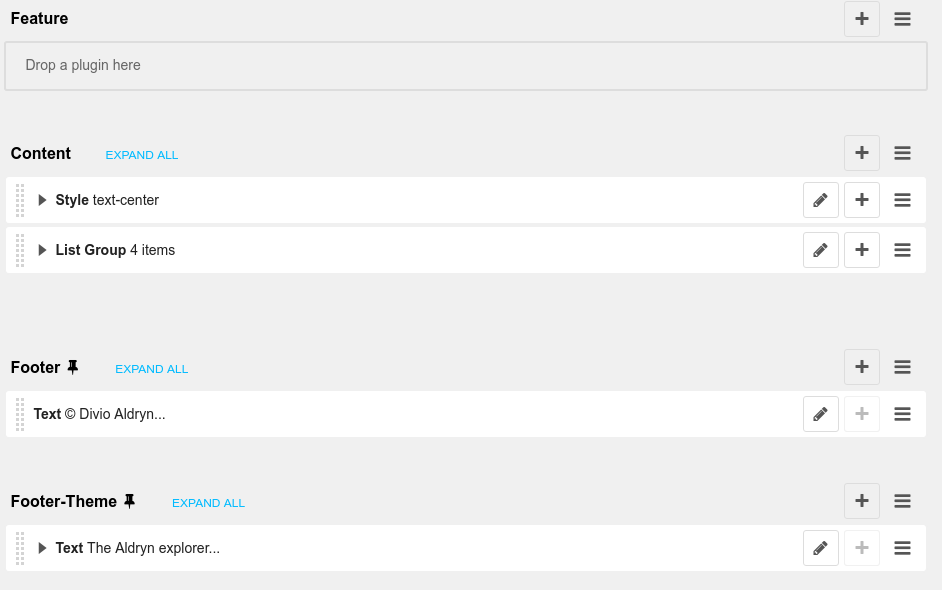 Feature
Drop a plugin here
Content EXPAND ALL
Style text-center
List Group 4 items
Footer EXPAND ALL
Text © Divio Aldryn...
Footer-Theme EXPAND ALL
Text The Aldryn explorer...